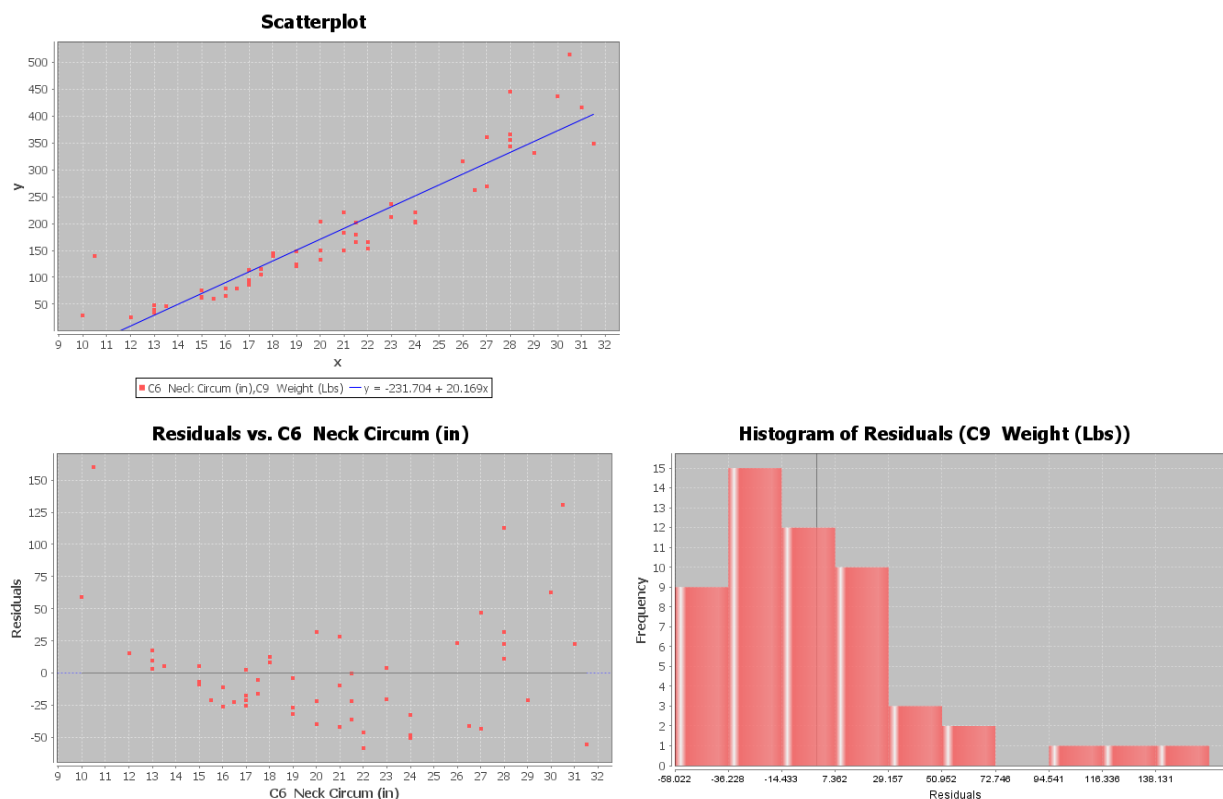 Scatterplot
500
450
400
350
300
250
200
150
100
50
y
9 10 11 12 13 14 15 16 17 18 19 20 21 22 23 24 25 26 27 28 29 30 31 32
x
C6 Neck Circum (in),C9 Weight (Lbs) y = -231.704 + 20.169x
Residuals vs. C6 Neck Circum (in)
150
125
100
75
50
25
0
-25
-50
Residuals
9 10 11 12 13 14 15 16 17 18 19 20 21 22 23 24 25 26 27 28 29 30 31 32
C6 Neck Circum (in)
Histogram of Residuals (C9 Weight (Lbs))
15
14
13
12
11
10
9
8
7
6
5
4
3
2
1
0
Frequency
-58.022 -36.228 -14.433 7.362 29.157 50.952 72.746 94.541 116.336 138.131
Residuals